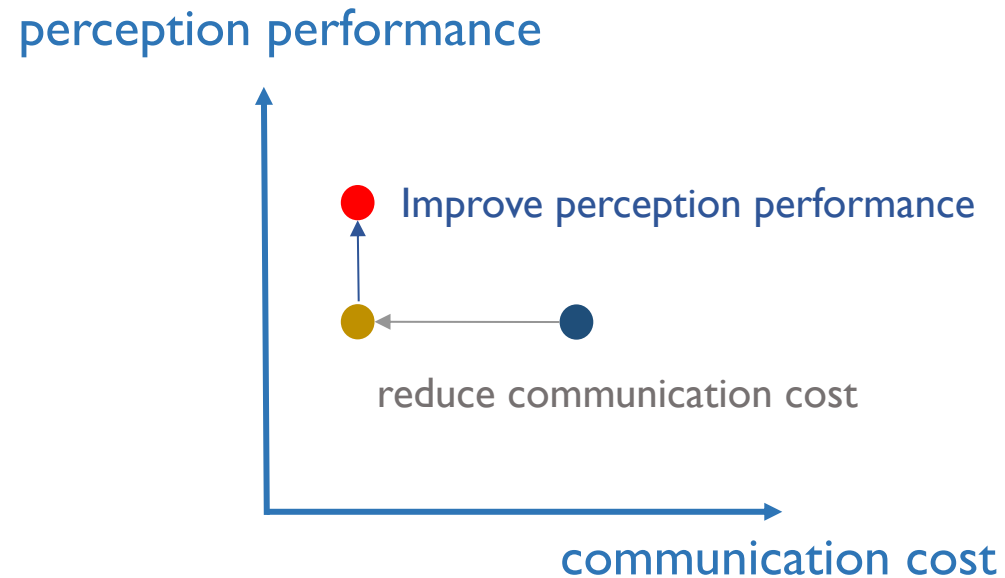 perception performance
Improve perception performance
reduce communication cost
communication cost